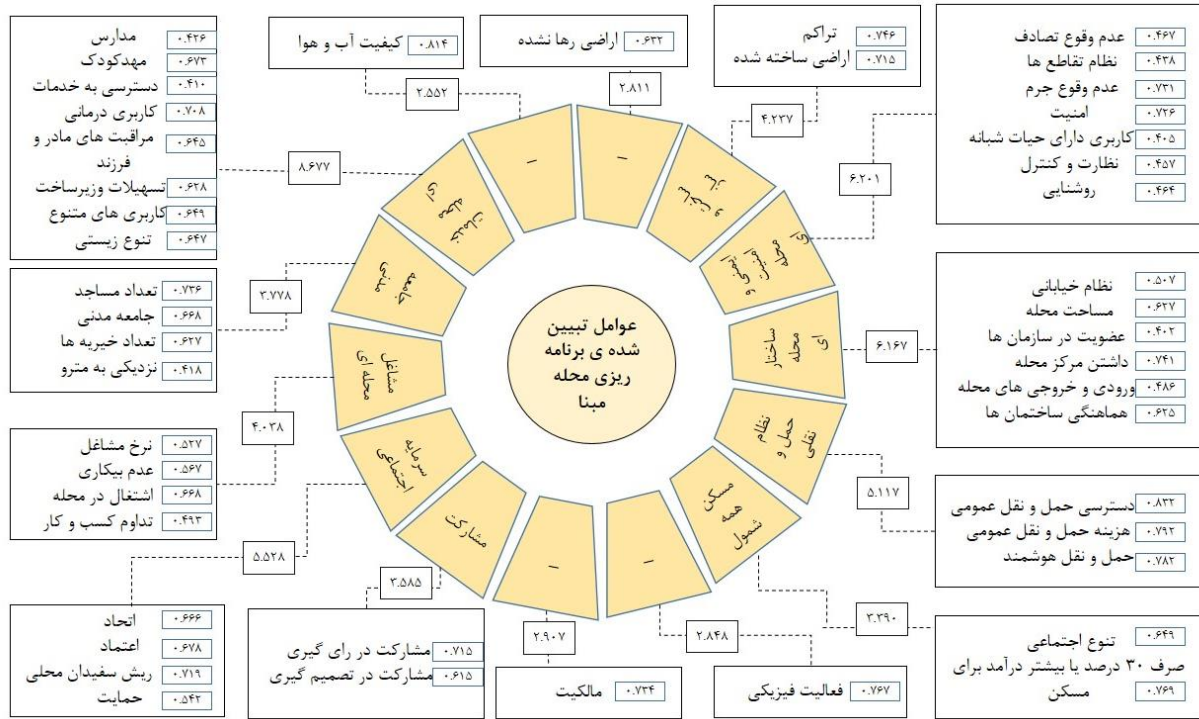 عدم وقوع تصادف ۰.۴۶۷
نظام تقاطع ها ۰.۴۳۸
عدم وقوع جرم ۰.۷۳۱
امنیت ۰.۷۲۶
کاربری دارای حیات شبانه ۰.۴۰۵
نظارت و کنترل ۰.۴۵۷
روشنایی ۰.۴۶۴
۶.۲۰۱
ایمنی و
امنیت
محله
ای
تراکم ۰.۷۴۶
اراضی ساخته شده ۰.۷۱۵
۴.۲۳۷
اراضی رها نشده ۰.۶۳۲
۲.۸۱۱
_
کیفیت آب و هوا ۰.۸۱۴
۲.۵۵۲
_
مدارس ۰.۴۲۶
مهدکودک ۰.۶۷۳
دسترسی به خدمات ۰.۴۱۰
کاربری درمانی ۰.۷۰۸
مراقبت های مادر و ۰.۶۴۵
فرزند
تسهیلات وزیرساخت ۰.۶۲۸
کاربری های متنوع ۰.۶۴۹
تنوع زیستی ۰.۶۴۷
۸.۶۷۷
خدمات
محله
ای
نظام خیابانی ۰.۵۰۷
مساحت محله ۰.۶۲۷
عضویت در سازمان ها ۰.۴۰۲
داشتن مرکز محله ۰.۷۴۱
ورودی و خروجی های محله ۰.۴۸۶
هماهنگی ساختمان ها ۰.۶۲۵
۶.۱۶۷
ساختار
محله
ای
عوامل تبیین
شده ی برنامه
ریزی محله
مبنا
تعداد مساجد ۰.۷۳۶
جامعه مدنی ۰.۶۶۸
تعداد خیریه ها ۰.۶۲۷
نزدیکی به مترو ۰.۴۱۸
۳.۷۷۸
جامعه
مدنی
مشاغل
محله ای
۴.۰۳۸
نرخ مشاغل ۰.۵۲۷
عدم بیکاری ۰.۵۶۷
اشتغال در محله ۰.۶۶۸
تداوم کسب و کار ۰.۴۹۳
دسترسی حمل و نقل عمومی ۰.۸۳۲
هزینه حمل و نقل عمومی ۰.۷۹۲
حمل و نقل هوشمند ۰.۷۸۲
۵.۱۱۷
نظام
حمل و
نقلی
سرمایه
اجتماعی
۵.۵۲۸
اتحاد ۰.۶۶۶
اعتماد ۰.۶۷۸
ریش سفیدان محلی ۰.۷۱۹
حمایت ۰.۵۴۲
مسکن
همه
شمول
۳.۳۹۰
تنوع اجتماعی ۰.۶۴۹
صرف ۳۰ درصد یا بیشتر درآمد برای
مسکن ۰.۷۶۹
_
۲.۸۴۸
فعالیت فیزیکی ۰.۷۶۷
_
۲.۹۰۷
مالکیت ۰.۷۳۴
مشارکت
۳.۵۸۵
مشارکت در رای گیری ۰.۷۱۵
مشارکت در تصمیم گیری ۰.۶۱۵